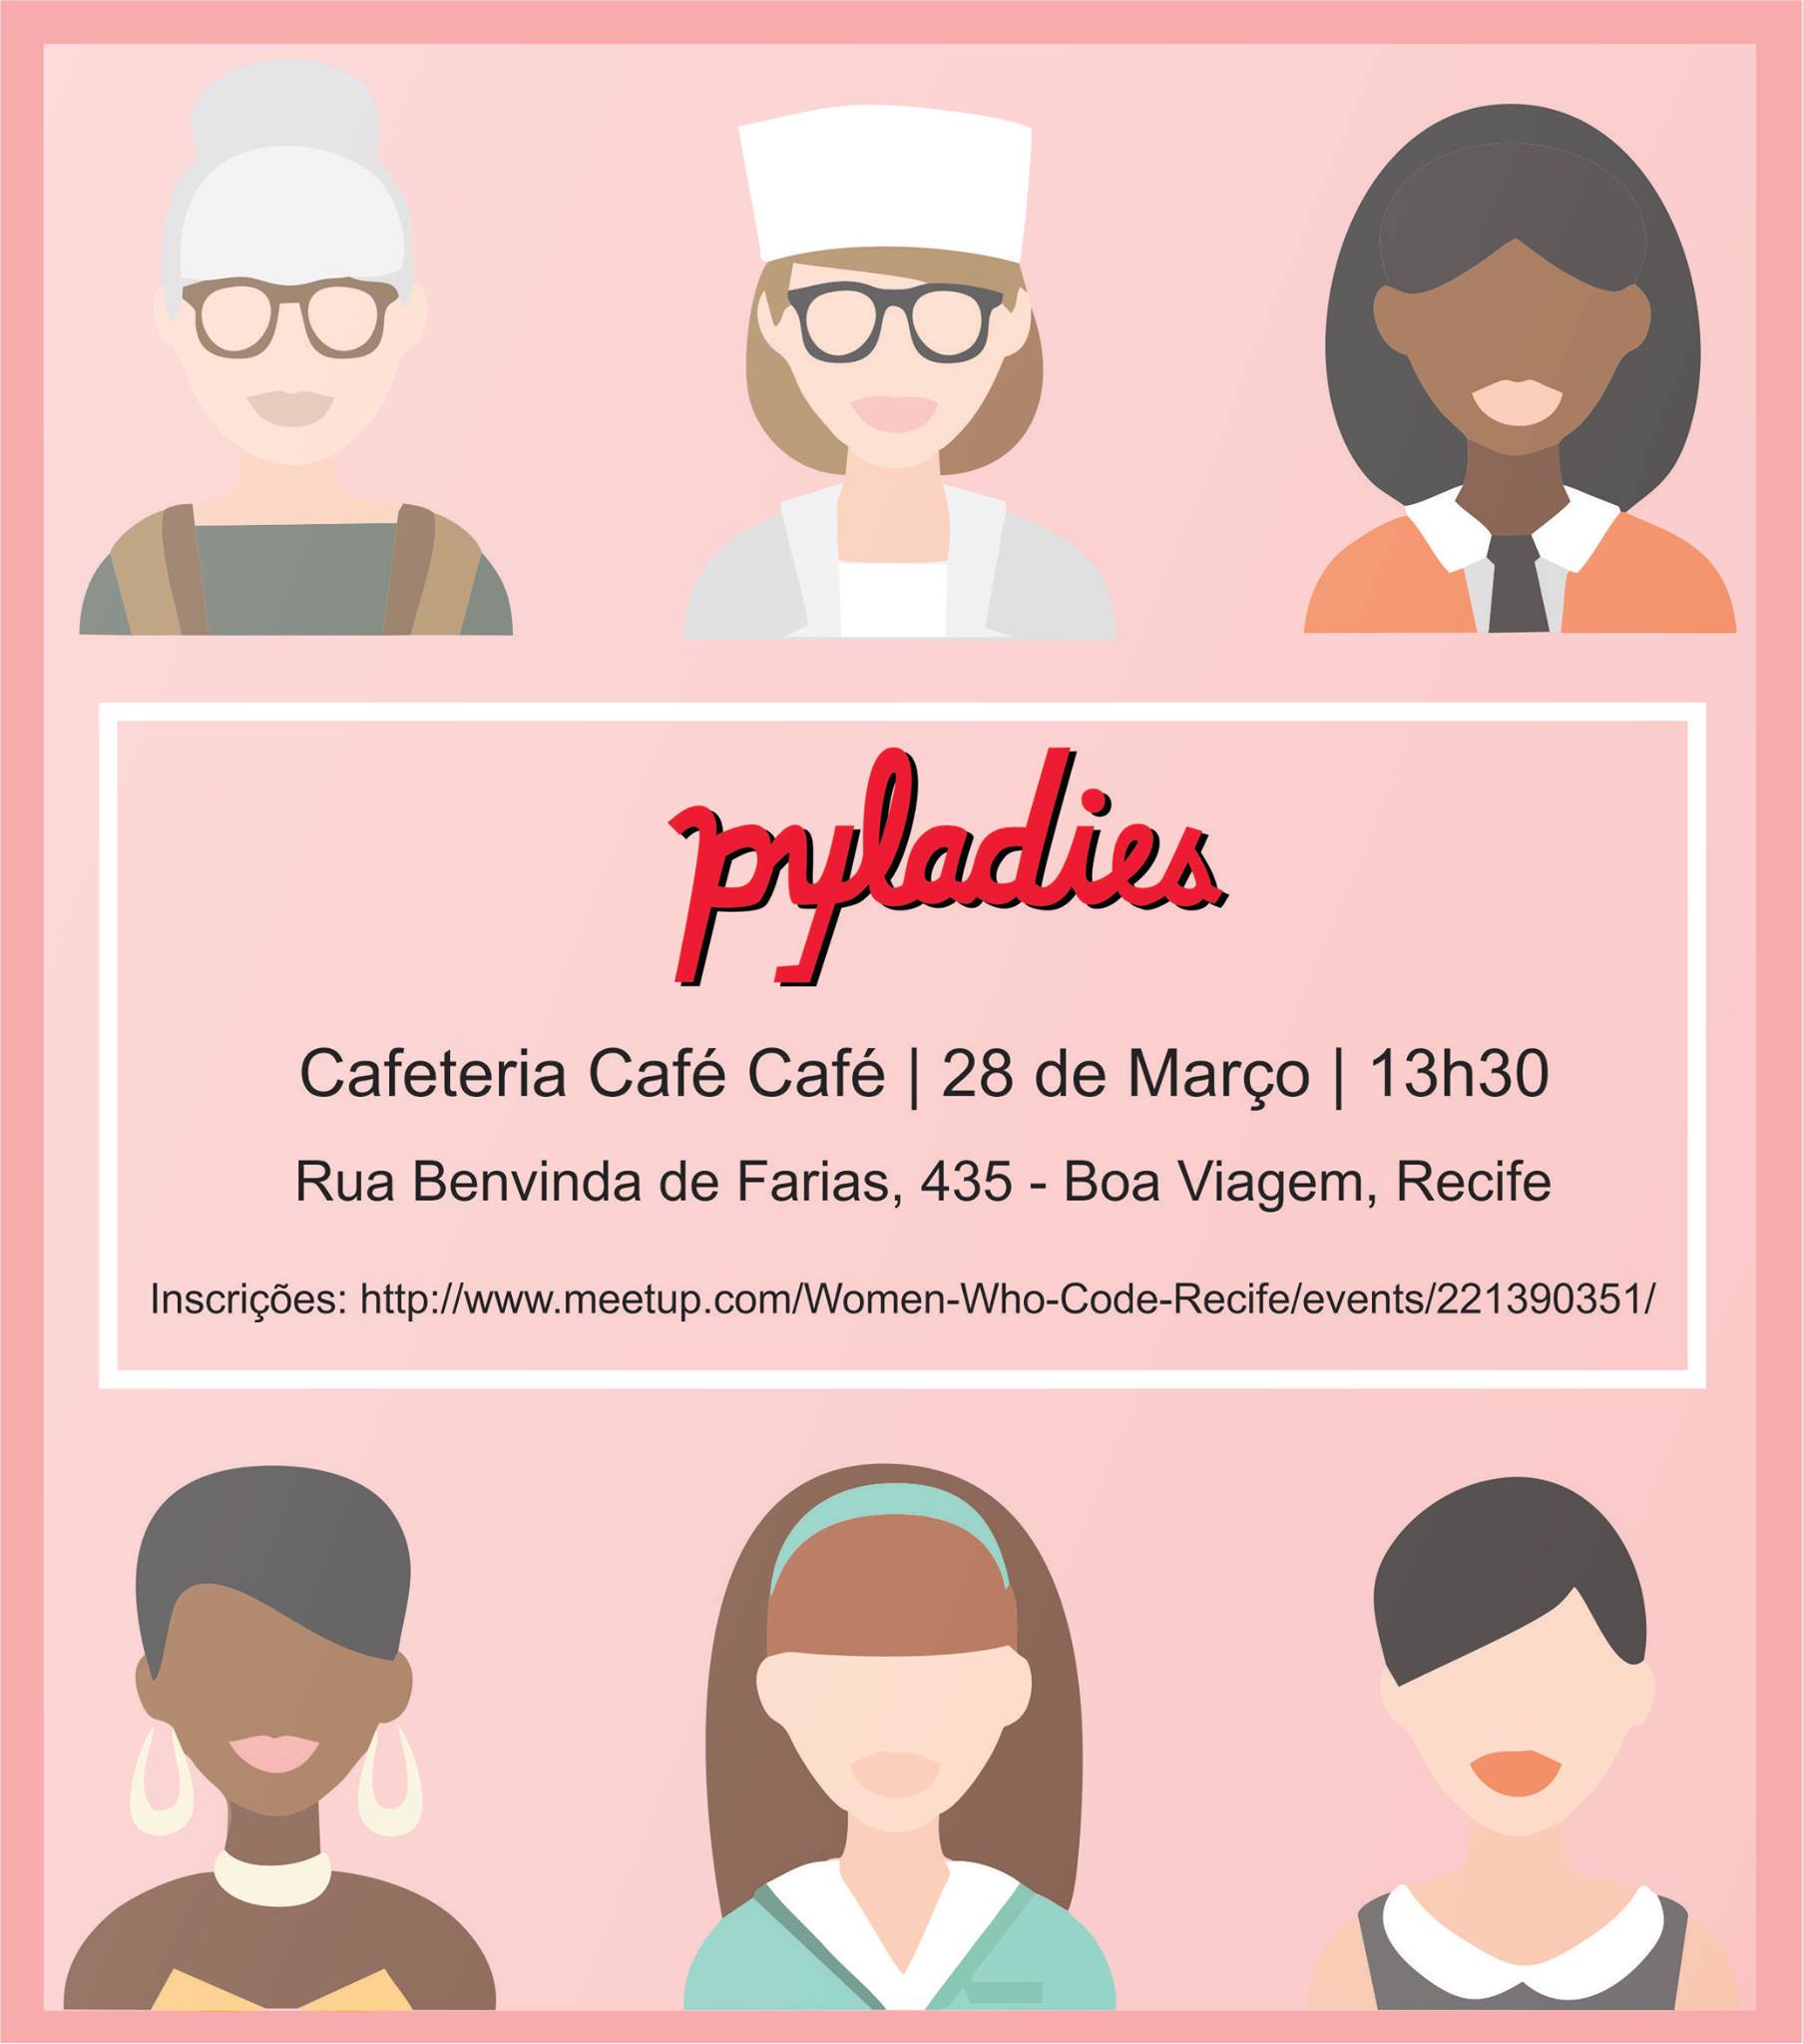 pyladies
Cafeteria Café Café | 28 de Março | 13h30
Rua Benvinda de Farias, 435 - Boa Viagem, Recife
Inscrições: http://www.meetup.com/Women-Who-Code-Recife/events/221390351/